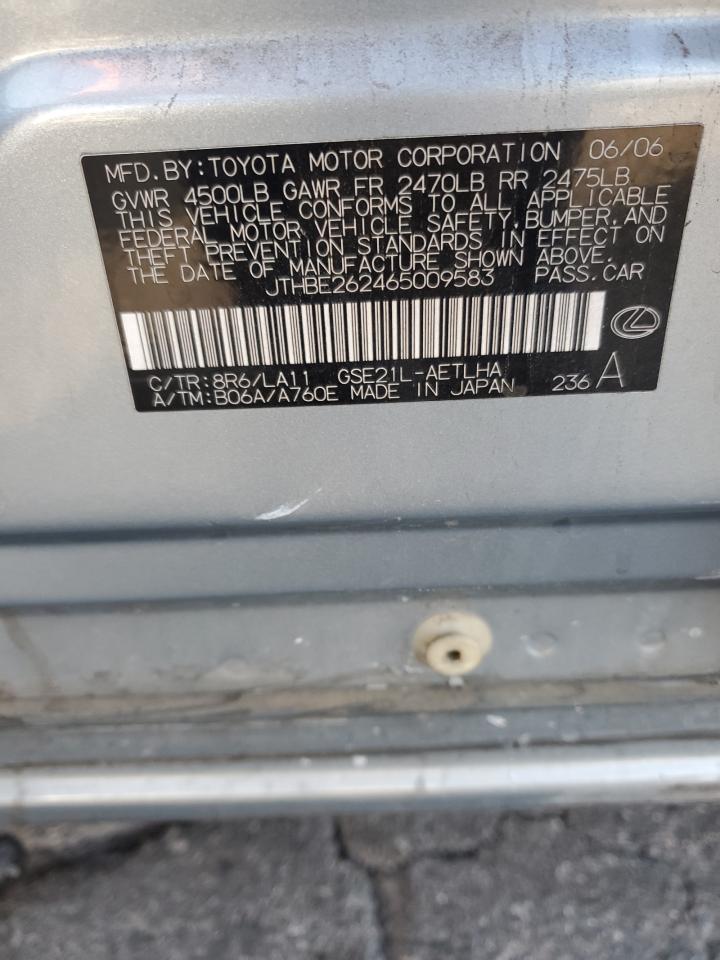 MFD.BY:TOYOTA MOTOR CORPORATION 06/06
GVWR 4500LB GAWR FR 2470LB RR 2475LB
THIS VEHICLE CONFORMS TO ALL APPLICABLE
FEDERAL MOTOR VEHICLE SAFETY,BUMPER,AND
THEFT PREVENTION STANDARDS IN EFFECT ON
THE DATE OF MANUFACTURE SHOWN ABOVE.
JTHBE262465009583 PASS.CAR
C/TR:8R6/LA11 GSE21L-AETLHA
A/TM:B06A/A760E MADE IN JAPAN 236 A